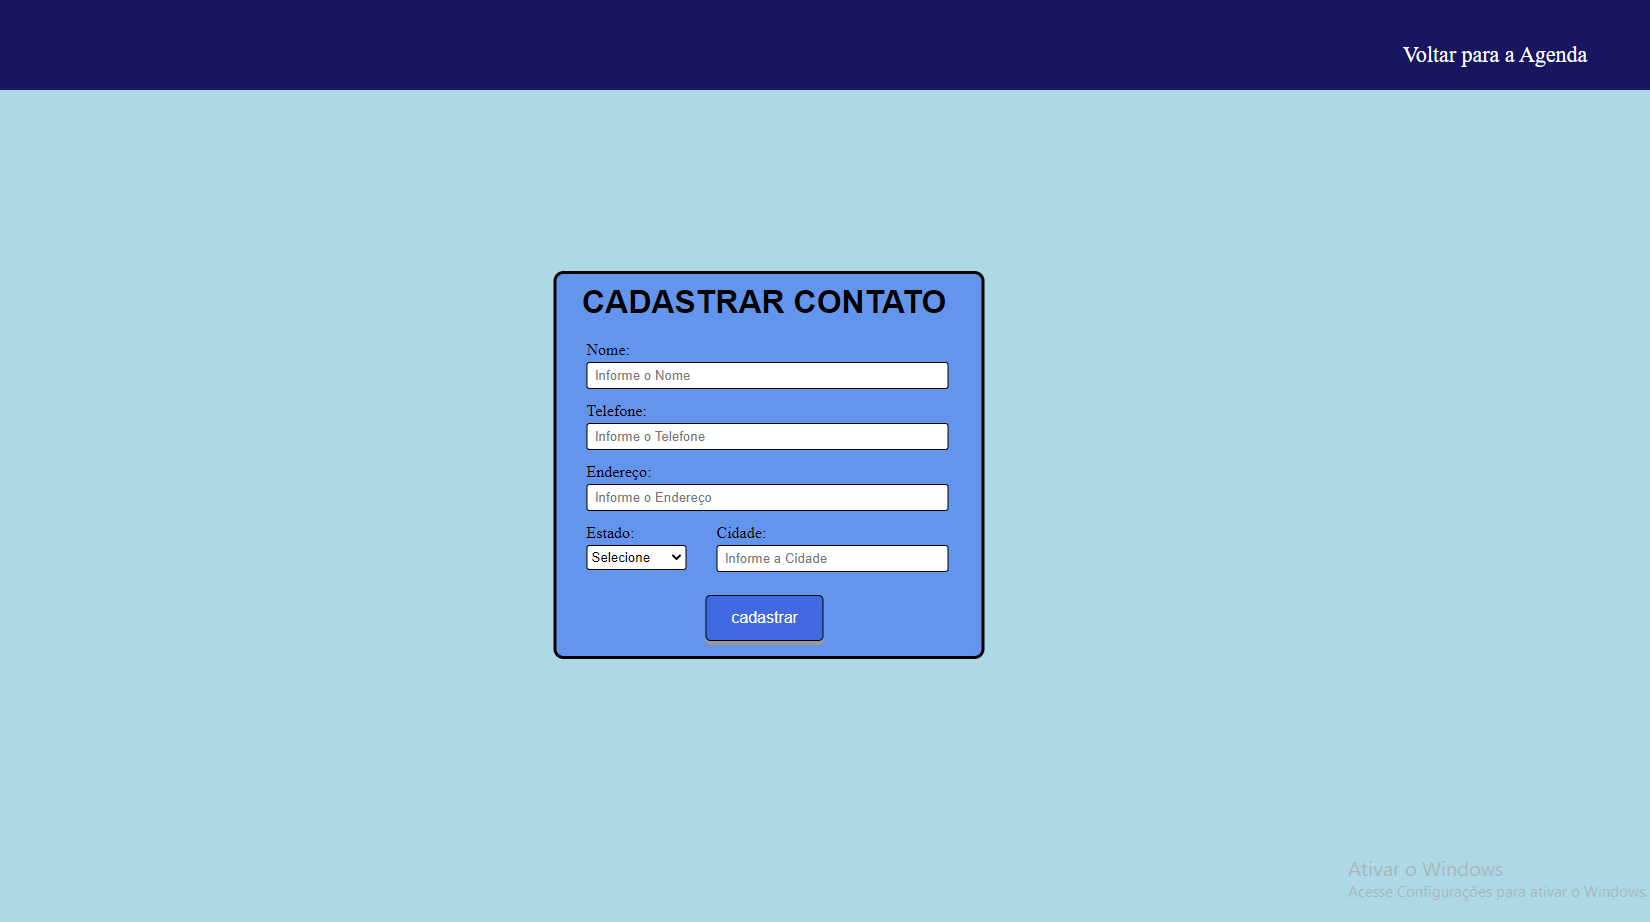 Voltar para a Agenda
CADASTRAR CONTATO
Nome:
Informe o Nome
Telefone:
Informe o Telefone
Endereço:
Informe o Endereço
Estado: Cidade:
Selecione Informe a Cidade
cadastrar
Ativar o Windows
Acesse Configurações para ativar o Windows.